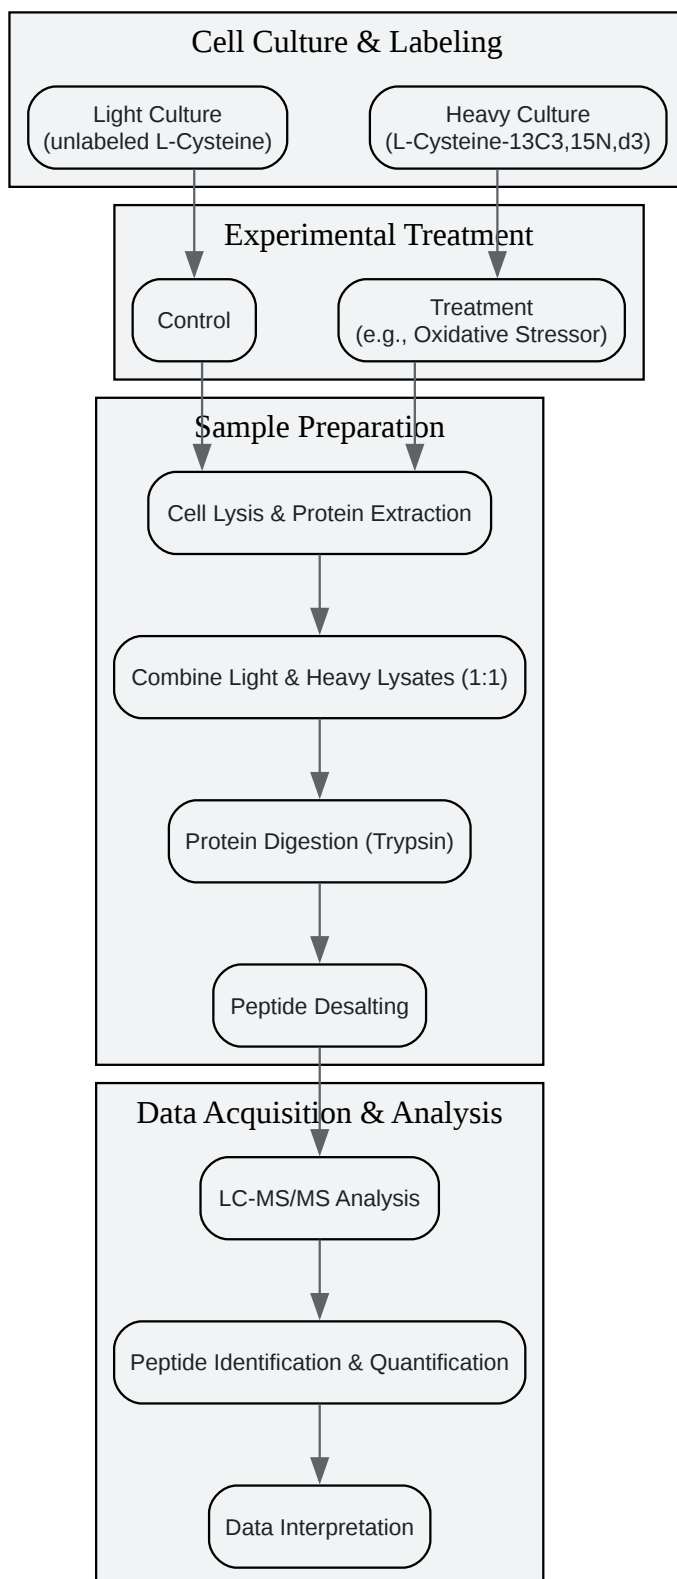 Cell Culture & Labeling
Light Culture
(unlabeled L-Cysteine)
Heavy Culture
(L-Cysteine-13C3,15N,d3)
Experimental Treatment
Control
Treatment
(e.g., Oxidative Stressor)
Sample Preparation
Cell Lysis & Protein Extraction
Combine Light & Heavy Lysates (1:1)
Protein Digestion (Trypsin)
Peptide Desalting
Data Acquisition & Analysis
LC-MS/MS Analysis
Peptide Identification & Quantification
Data Interpretation